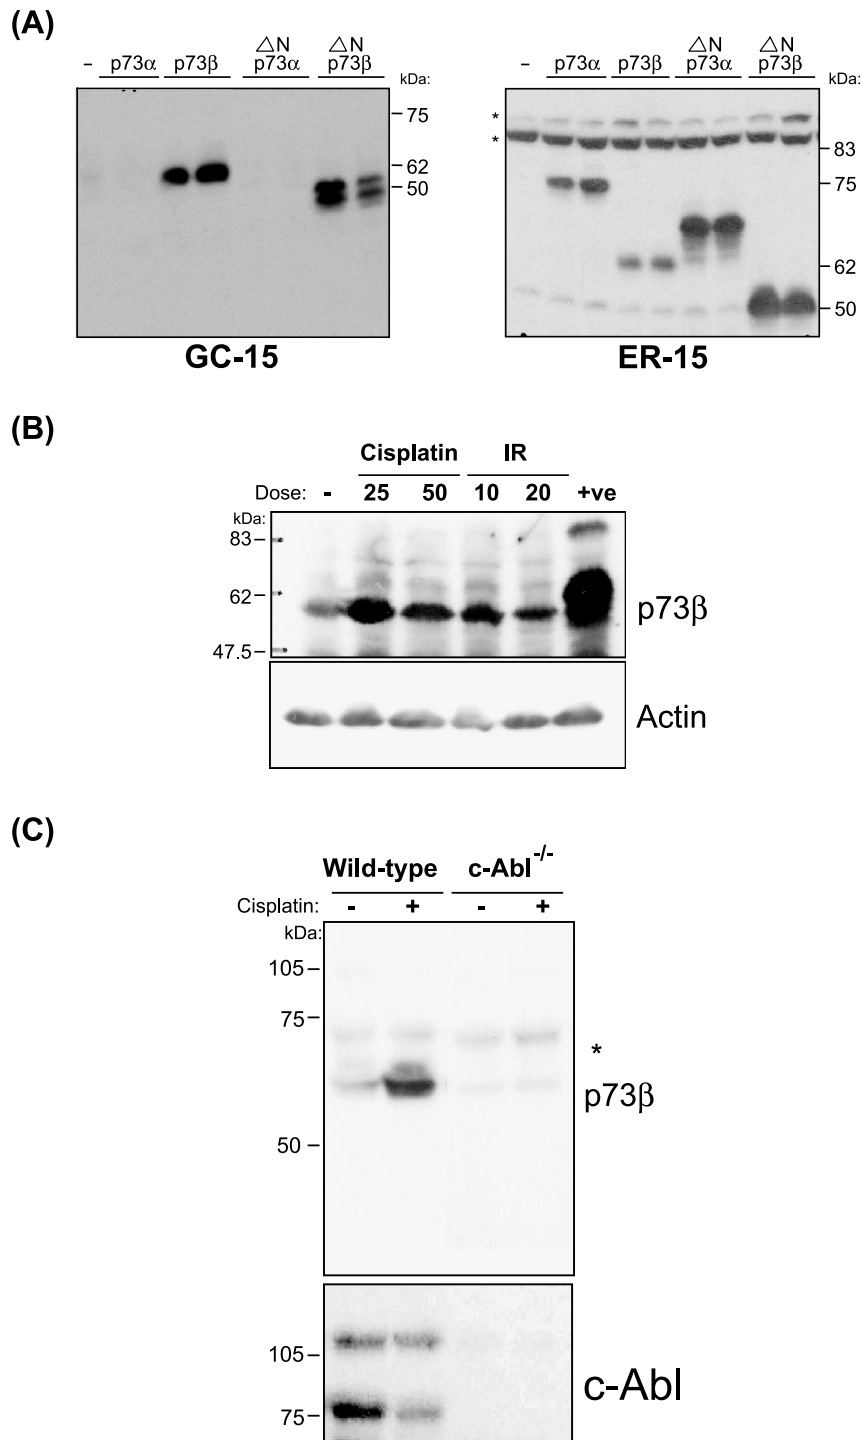 (A)
△N △N
– p73α p73β p73α p73β kDa:
75
62
50
GC-15
△N △N
– p73α p73β p73α p73β kDa:
*
*
83
75
62
50
ER-15
(B)
Cisplatin IR
Dose: - 25 50 10 20 +ve
kDa:
83
62
47.5
p73β
Actin
(C)
Wild-type c-Abl-/-
Cisplatin: - + - +
kDa:
105
75
*
p73β
50
105
75
c-Abl